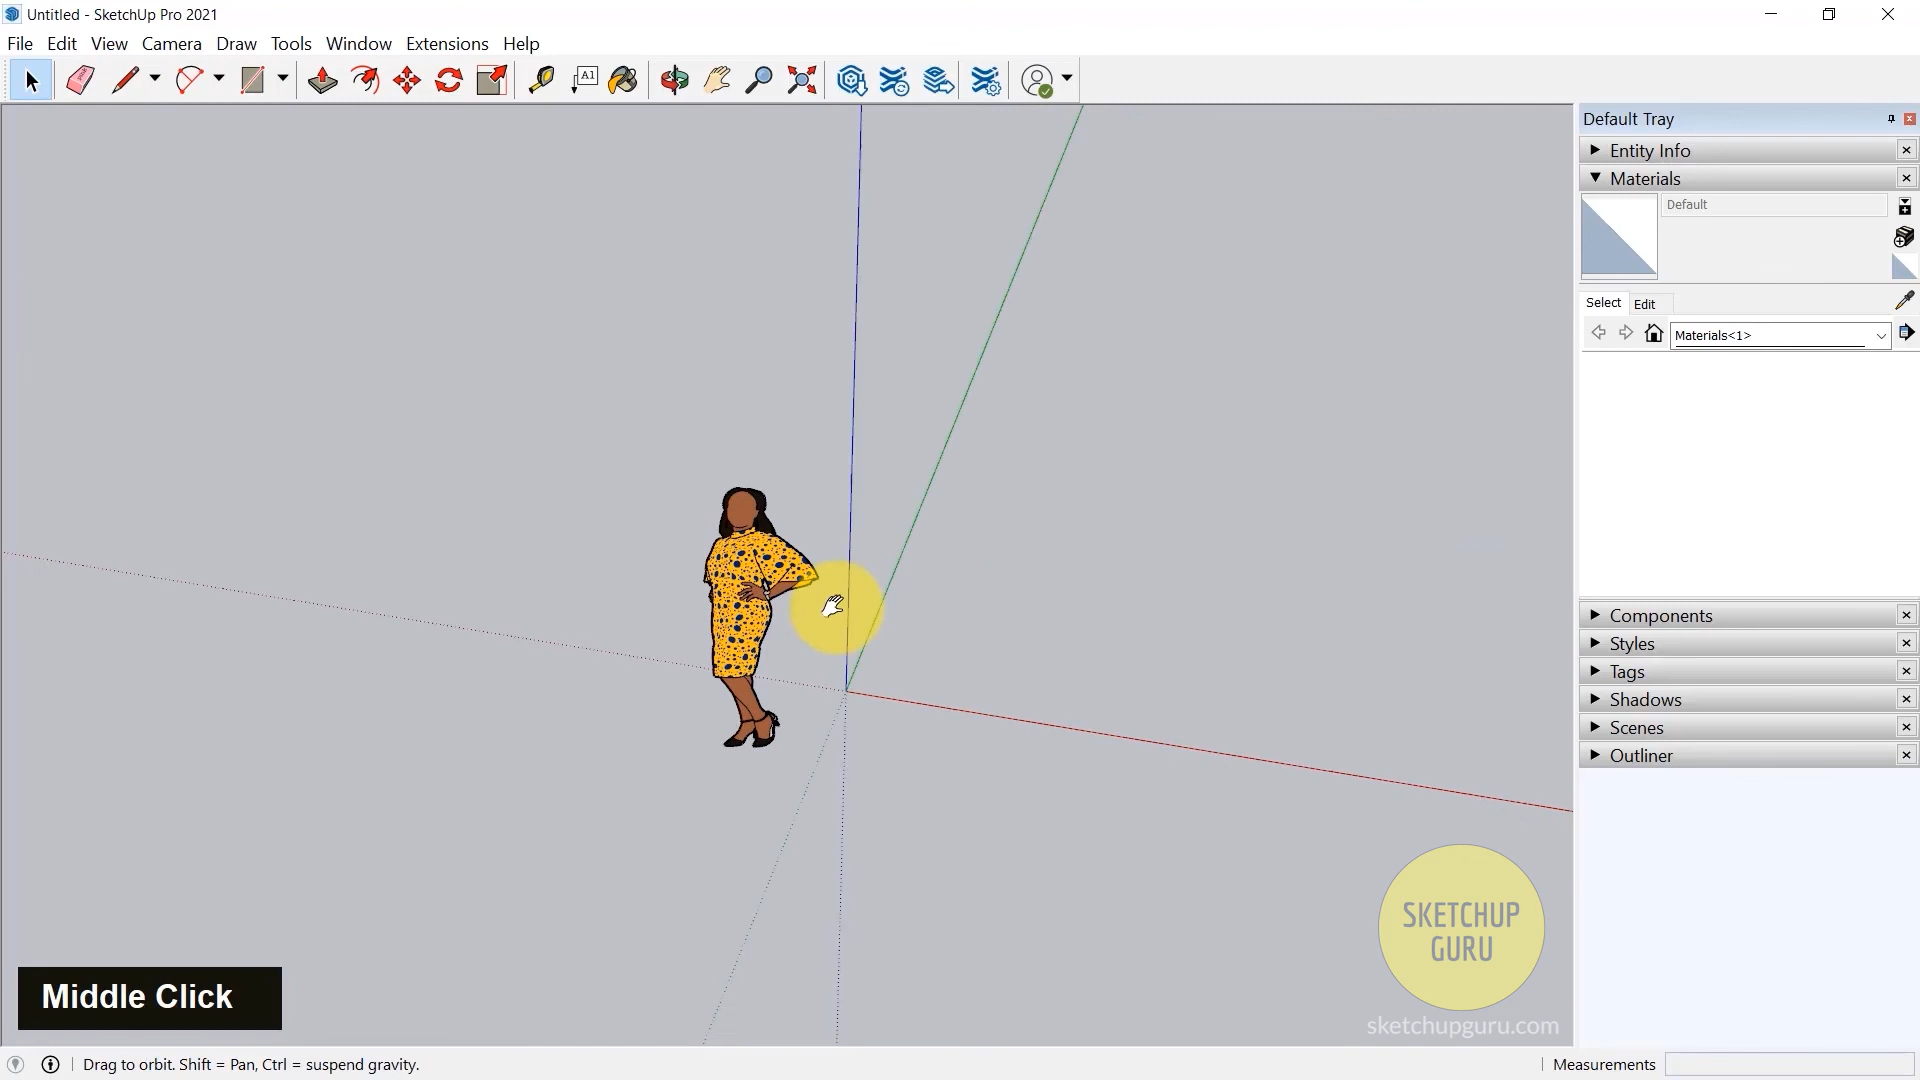 Untitled - SketchUp Pro 2021
File Edit View Camera Draw Tools Window Extensions Help
A1
Default Tray
Entity Info
Materials
Default
Select Edit
Materials<1>
Components
Styles
Tags
Shadows
Scenes
Outliner
SKETCHUP
GURU
sketchupguru.com
Middle Click
Drag to orbit. Shift = Pan, Ctrl = suspend gravity.
Measurements